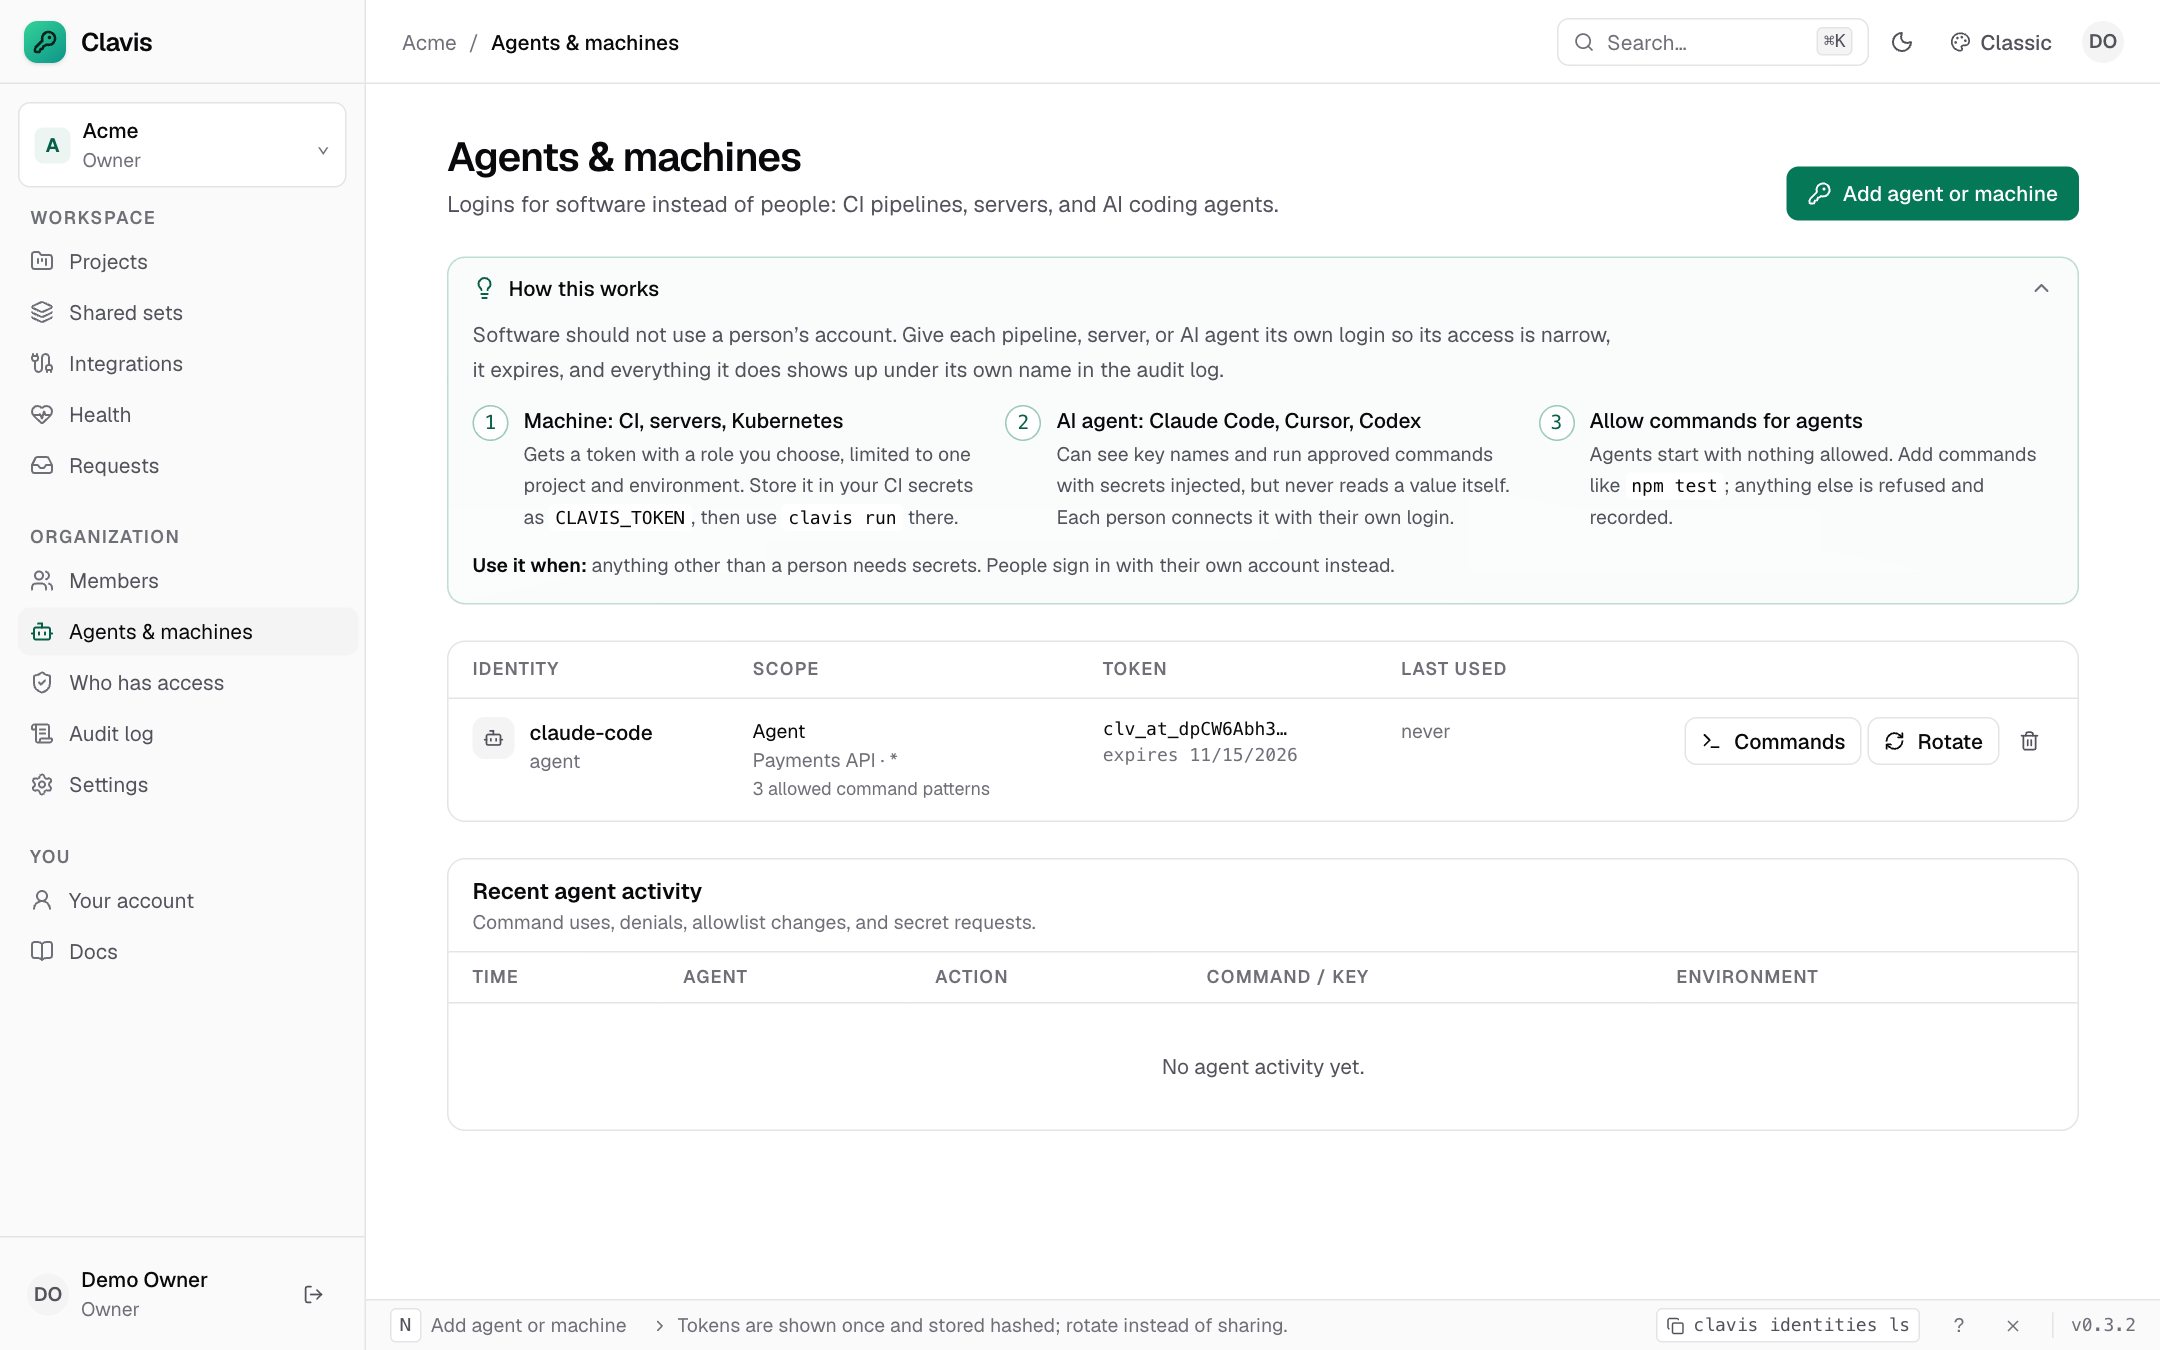 Clavis
Acme / Agents & machines
Search...
⌘K
Classic
DO
A
Acme
Owner
WORKSPACE
Projects
Shared sets
Integrations
Health
Requests
ORGANIZATION
Members
Agents & machines
Who has access
Audit log
Settings
YOU
Your account
Docs
DO
Demo Owner
Owner
Agents & machines
Logins for software instead of people: CI pipelines, servers, and AI coding agents.
Add agent or machine
How this works
Software should not use a person’s account. Give each pipeline, server, or AI agent its own login so its access is narrow,
it expires, and everything it does shows up under its own name in the audit log.
1
Machine: CI, servers, Kubernetes
Gets a token with a role you choose, limited to one
project and environment. Store it in your CI secrets
as CLAVIS_TOKEN, then use clavis run there.
2
AI agent: Claude Code, Cursor, Codex
Can see key names and run approved commands
with secrets injected, but never reads a value itself.
Each person connects it with their own login.
3
Allow commands for agents
Agents start with nothing allowed. Add commands
like npm test; anything else is refused and
recorded.
Use it when: anything other than a person needs secrets. People sign in with their own account instead.
IDENTITY SCOPE TOKEN LAST USED
claude-code
agent
Agent
Payments API · *
3 allowed command patterns
clv_at_dpCW6Abh3…
expires 11/15/2026
never
Commands
Rotate
Recent agent activity
Command uses, denials, allowlist changes, and secret requests.
TIME AGENT ACTION COMMAND / KEY ENVIRONMENT
No agent activity yet.
N Add agent or machine > Tokens are shown once and stored hashed; rotate instead of sharing.
clavis identities ls
?
v0.3.2